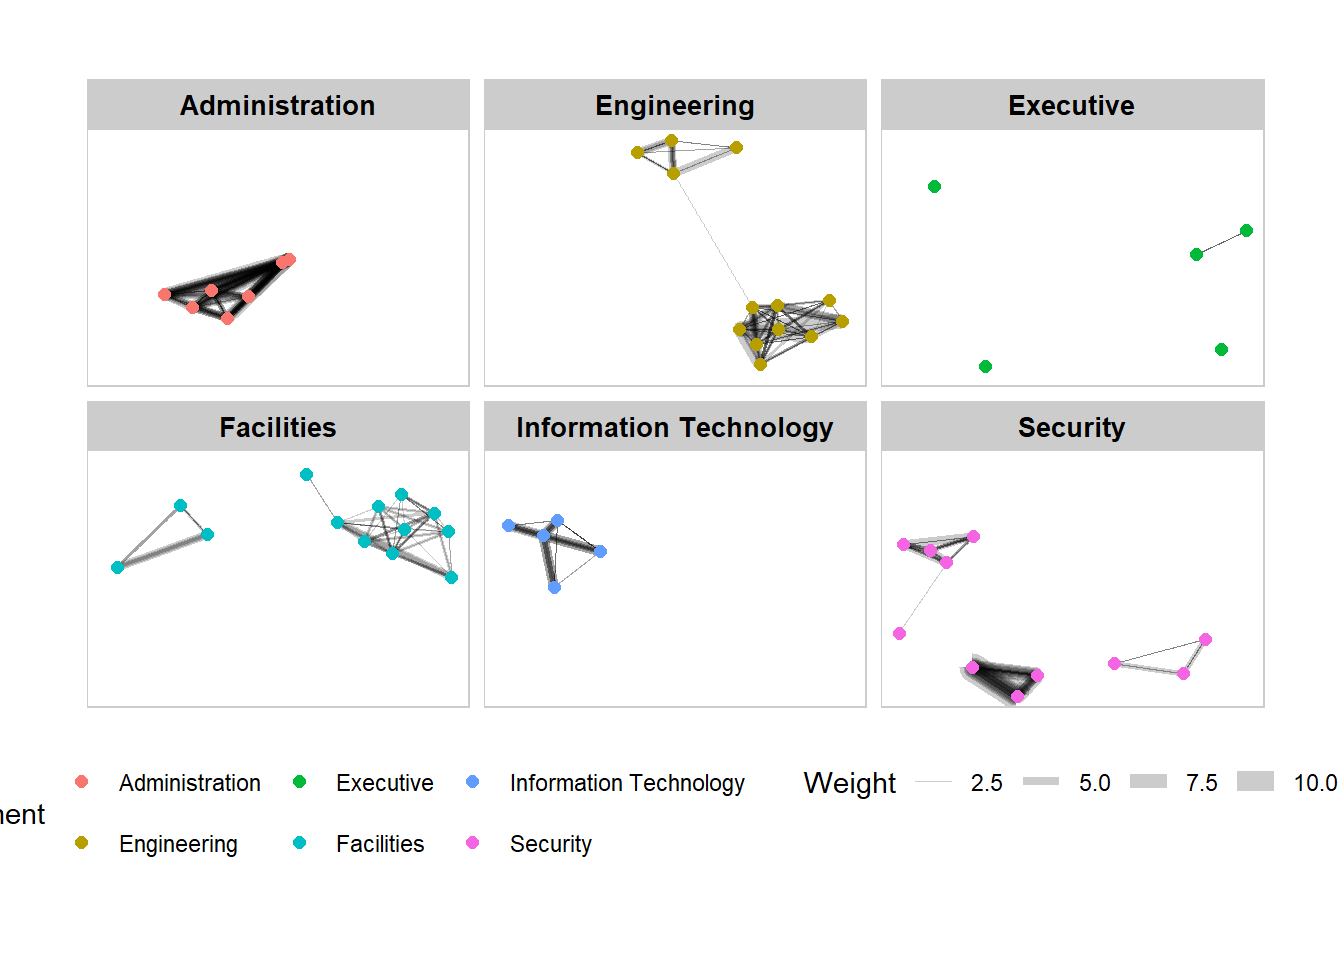 Administration
Engineering
Executive
Facilities
Information Technology
Security
Administration Executive Information Technology Weight 2.5 5.0 7.5 10.0
Engineering Facilities Security